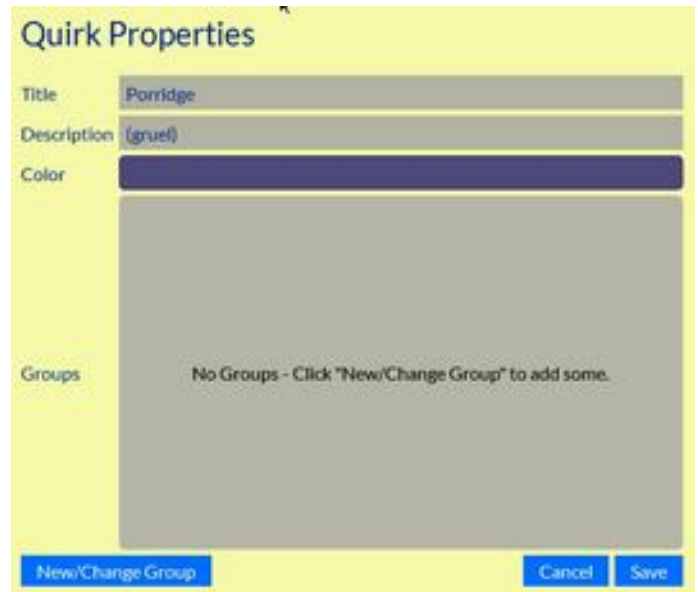 Quirk Properties
Title Porridge
Description (gruel)
Color
Groups No Groups - Click "New/Change Group" to add some.
New/Change Group Cancel Save